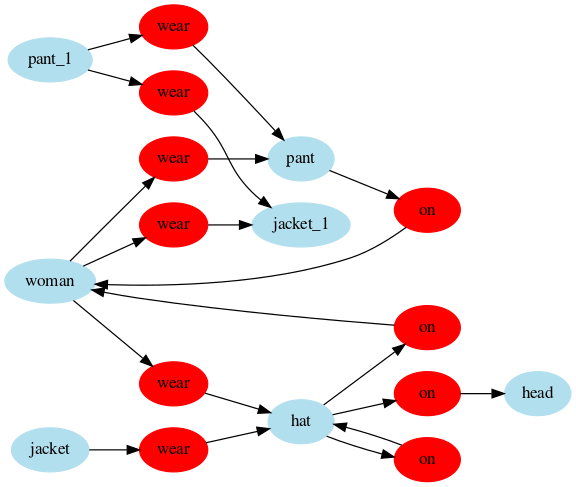 wear
pant_1
wear
wear
pant
wear
jacket_1
on
woman
on
wear
on
head
hat
jacket
wear
on